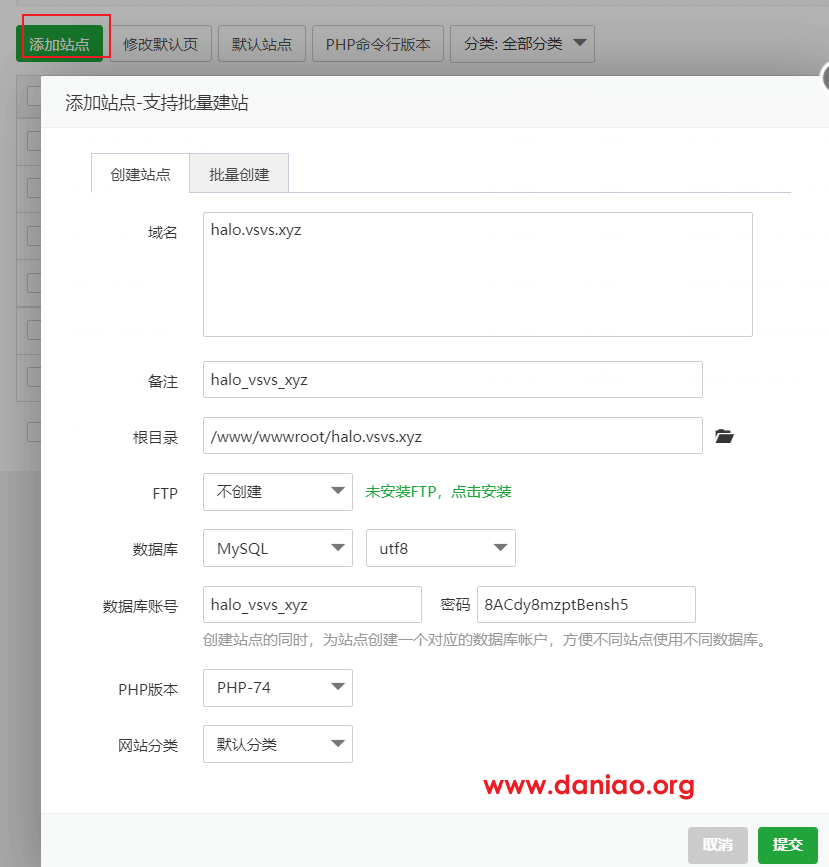 添加站点 修改默认页 默认站点 PHP命令行版本 分类: 全部分类
添加站点-支持批量建站
创建站点 批量创建
域名 halo.vsvs.xyz
备注 halo_vsvs_xyz
根目录 /www/wwwroot/halo.vsvs.xyz
FTP 不创建 未安装FTP，点击安装
数据库 MySQL utf8
数据库账号 halo_vsvs_xyz 密码 8ACdy8mzptBensh5
创建站点的同时，为站点创建一个对应的数据库帐户，方便不同站点使用不同数据库。
PHP版本 PHP-74
网站分类 默认分类
www.daniao.org
取消 提交